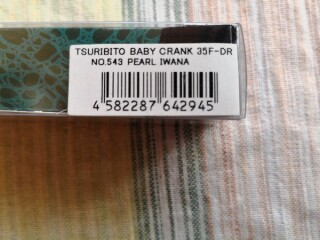 TSURIBITO BABY CRANK 35F-DR
NO.543 PEARL IWANA
4 582287 642945